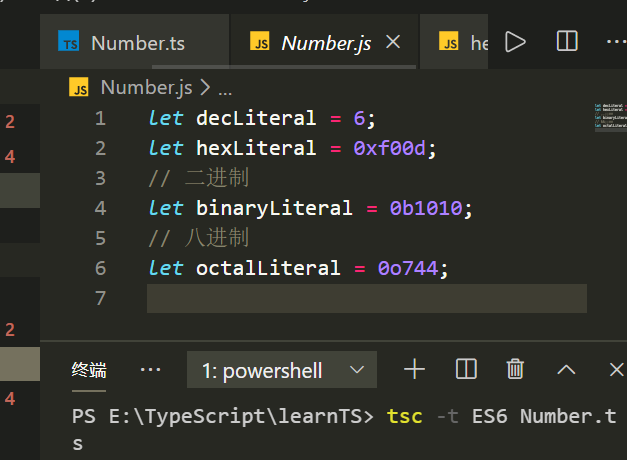 TS Number.ts JS Number.js JS he
JS Number.js > ...
2
4
2
4
1 let decLiteral = 6;
2 let hexLiteral = 0xf00d;
3 // 二进制
4 let binaryLiteral = 0b1010;
5 // 八进制
6 let octalLiteral = 0o744;
7
终端 ... 1: powershell
PS E:\TypeScript\learnTS> tsc -t ES6 Number.t
s